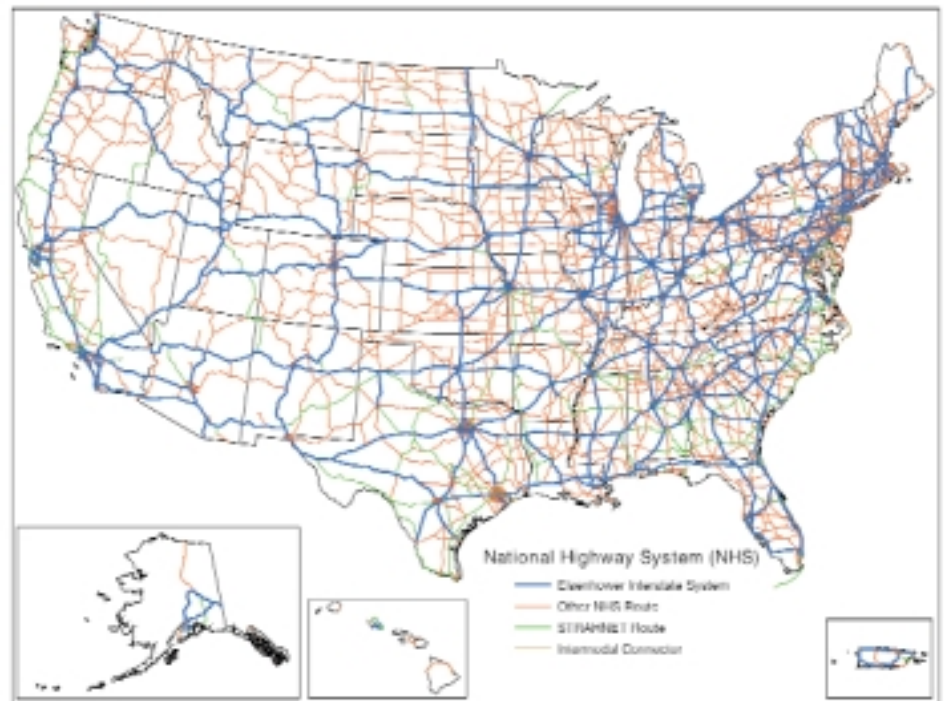 National Highway System (NHS)
Eisenhower Interstate System
Other NHS Route
STRAHNET Route
Intermodal Connector